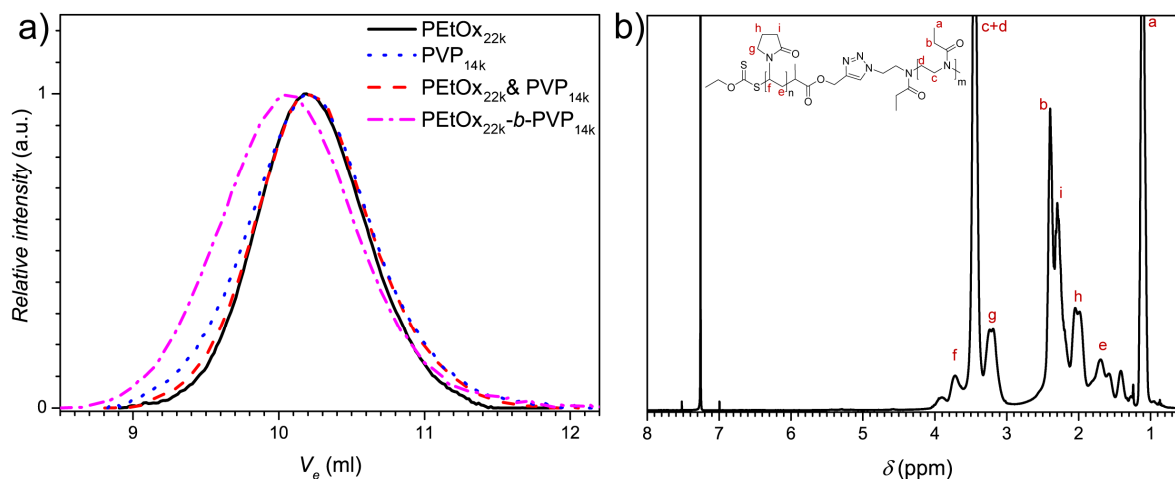 a)
PEtOx22k
PVP14k
PEtOx22k& PVP14k
PEtOx22k-b-PVP14k
1
0
Relative intensity (a.u.)
9 10 11 12
Ve (ml)
b)
c+d
a
b
i
h
g
f
e
a
b
O
h i
g N O
S
O S f e n
O
O
N=N
N
N d N
c m
O
O
8 7 6 5 4 3 2 1
δ (ppm)